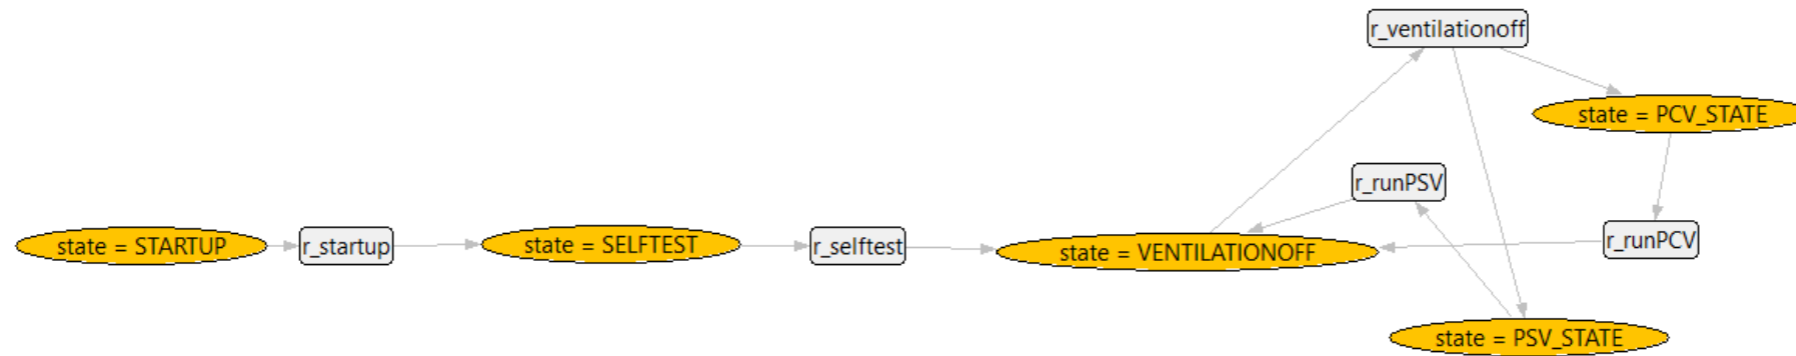 r_ventilationoff
state = PCV_STATE
r_runPSV
state = STARTUP
r_startup
state = SELFTEST
r_selftest
state = VENTILATIONOFF
r_runPCV
state = PSV_STATE